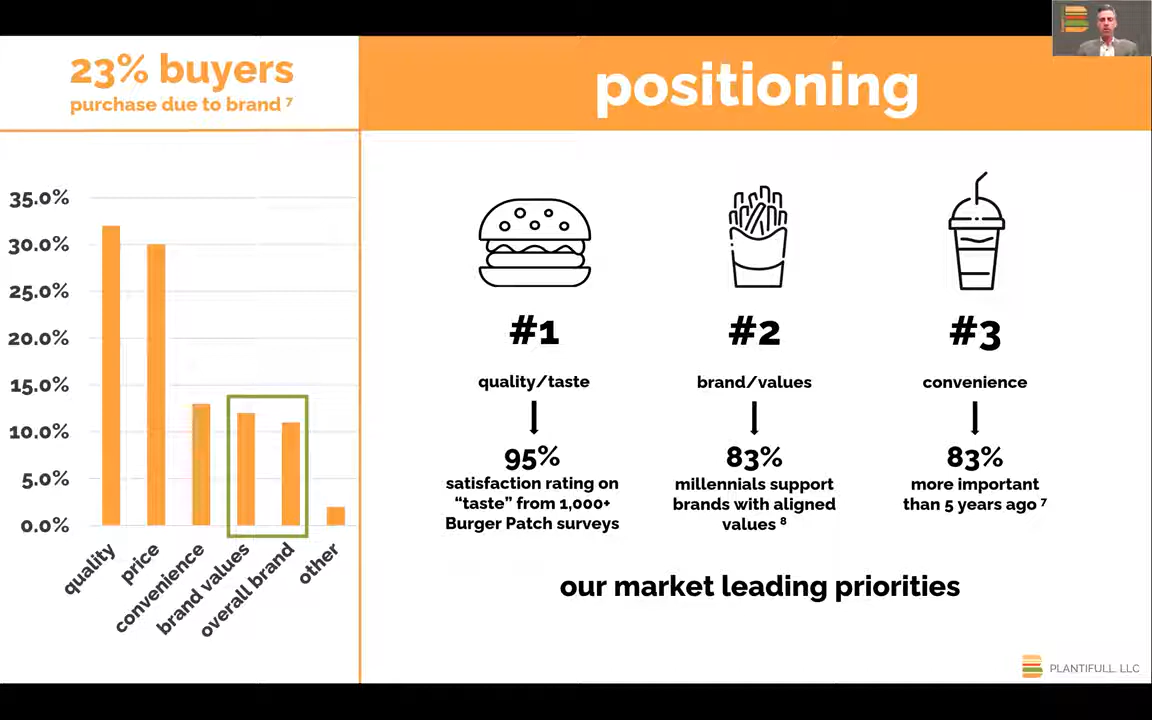 23% buyers
purchase due to brand ⁷
positioning
35.0%
30.0%
25.0%
20.0%
15.0%
10.0%
5.0%
0.0%
quality
price
convenience
brand values
overall brand
other
#1
quality/taste
95%
satisfaction rating on
“taste” from 1,000+
Burger Patch surveys
#2
brand/values
83%
millennials support
brands with aligned
values ⁸
#3
convenience
83%
more important
than 5 years ago ⁷
our market leading priorities
PLANTIFULL, LLC